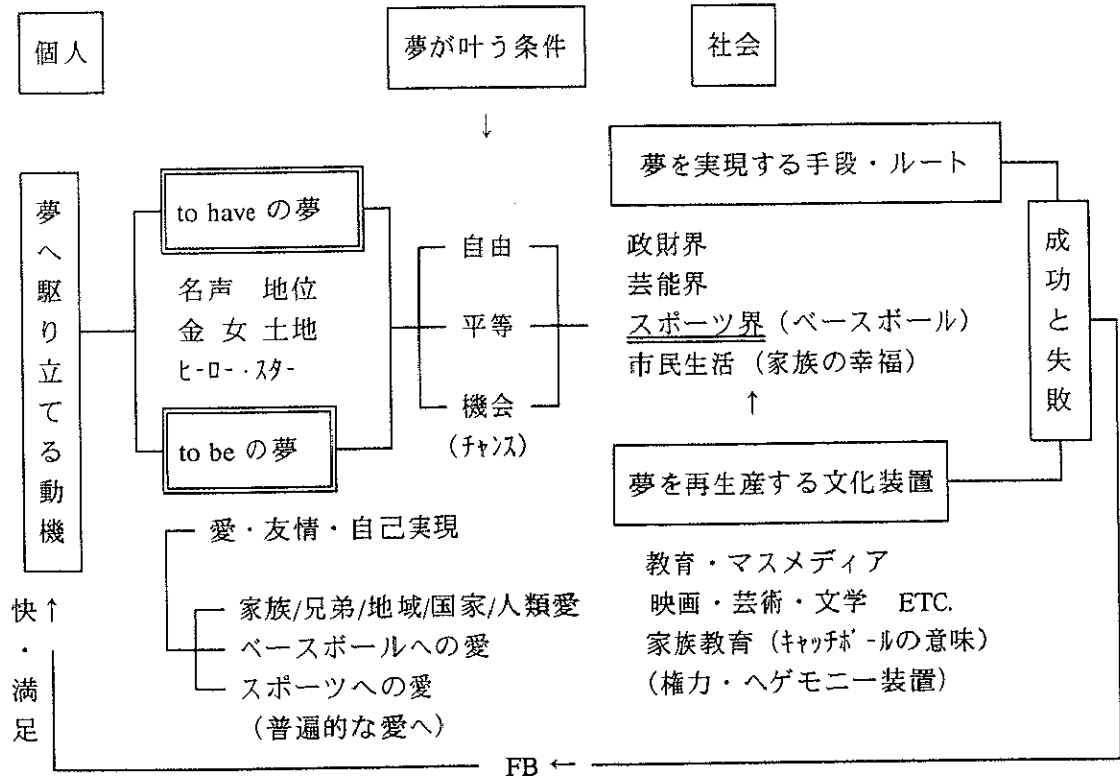 個人
夢が叶う条件
社会
↓
夢へ駆り立てる動機
to have の夢
名声 地位
金 女 土地
ヒーロー・スター
to be の夢
愛・友情・自己実現
家族/兄弟/地域/国家/人類愛
ベースボールへの愛
スポーツへの愛
(普遍的な愛へ)
自由
平等
機会
(チャンス)
夢を実現する手段・ルート
政財界
芸能界
スポーツ界 (ベースボール)
市民生活 (家族の幸福)
↑
夢を再生産する文化装置
教育・マスメディア
映画・芸術・文学 ETC.
家族教育 (キャッチボールの意味)
(権力・ヘゲモニー装置)
成功と失敗
快・満足
↑
FB ←